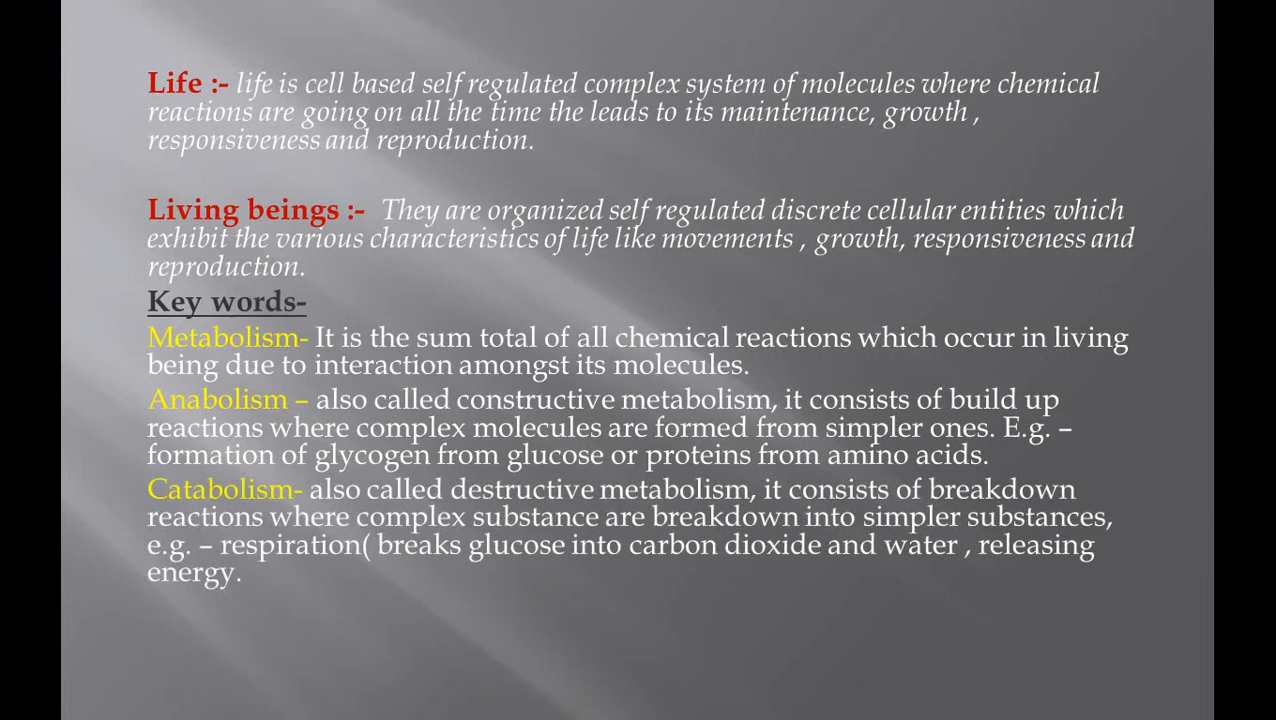 Life :- life is cell based self regulated complex system of molecules where chemical
reactions are going on all the time the leads to its maintenance, growth ,
responsiveness and reproduction.
Living beings :- They are organized self regulated discrete cellular entities which
exhibit the various characteristics of life like movements , growth, responsiveness and
reproduction.
Key words-
Metabolism- It is the sum total of all chemical reactions which occur in living
being due to interaction amongst its molecules.
Anabolism – also called constructive metabolism, it consists of build up
reactions where complex molecules are formed from simpler ones. E.g. –
formation of glycogen from glucose or proteins from amino acids.
Catabolism- also called destructive metabolism, it consists of breakdown
reactions where complex substance are breakdown into simpler substances,
e.g. – respiration( breaks glucose into carbon dioxide and water , releasing
energy.